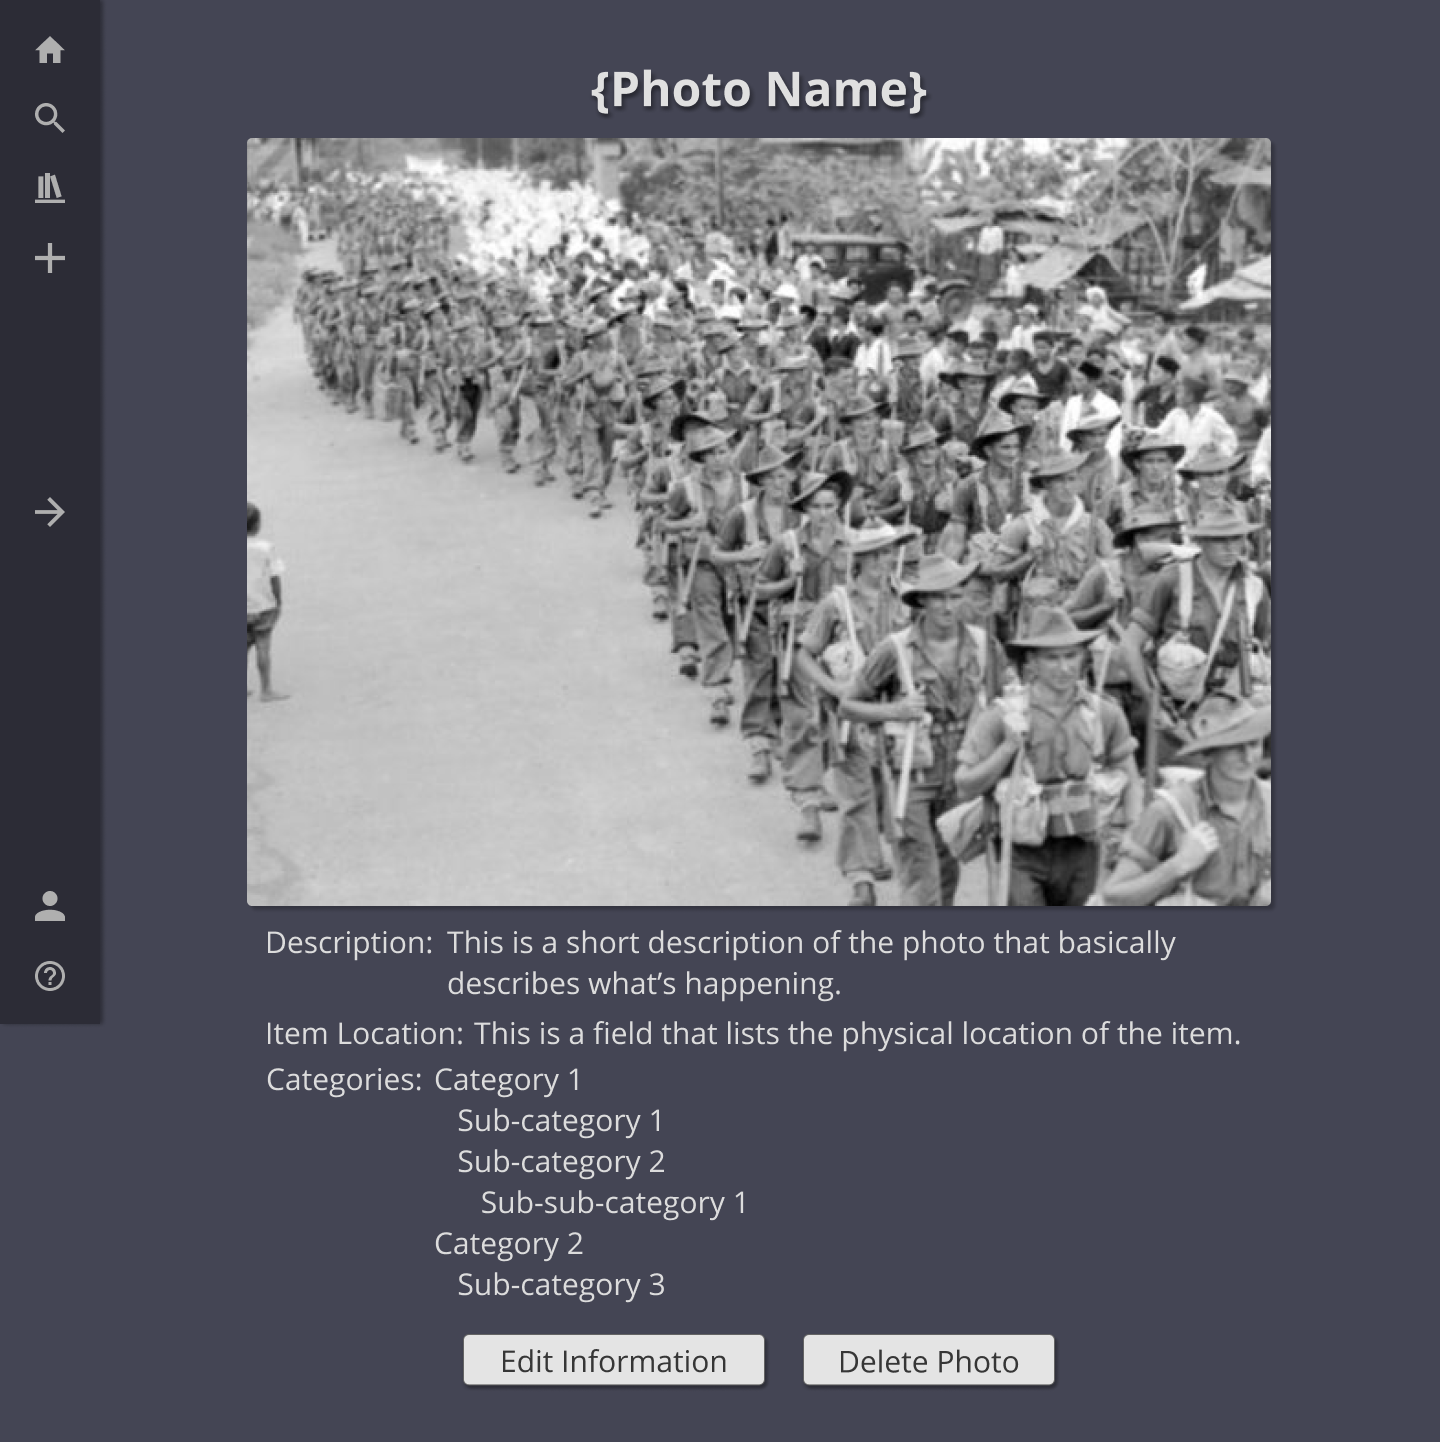 {Photo Name}
Description: This is a short description of the photo that basically
describes what’s happening.
Item Location: This is a field that lists the physical location of the item.
Categories: Category 1
Sub-category 1
Sub-category 2
Sub-sub-category 1
Category 2
Sub-category 3
Edit Information Delete Photo